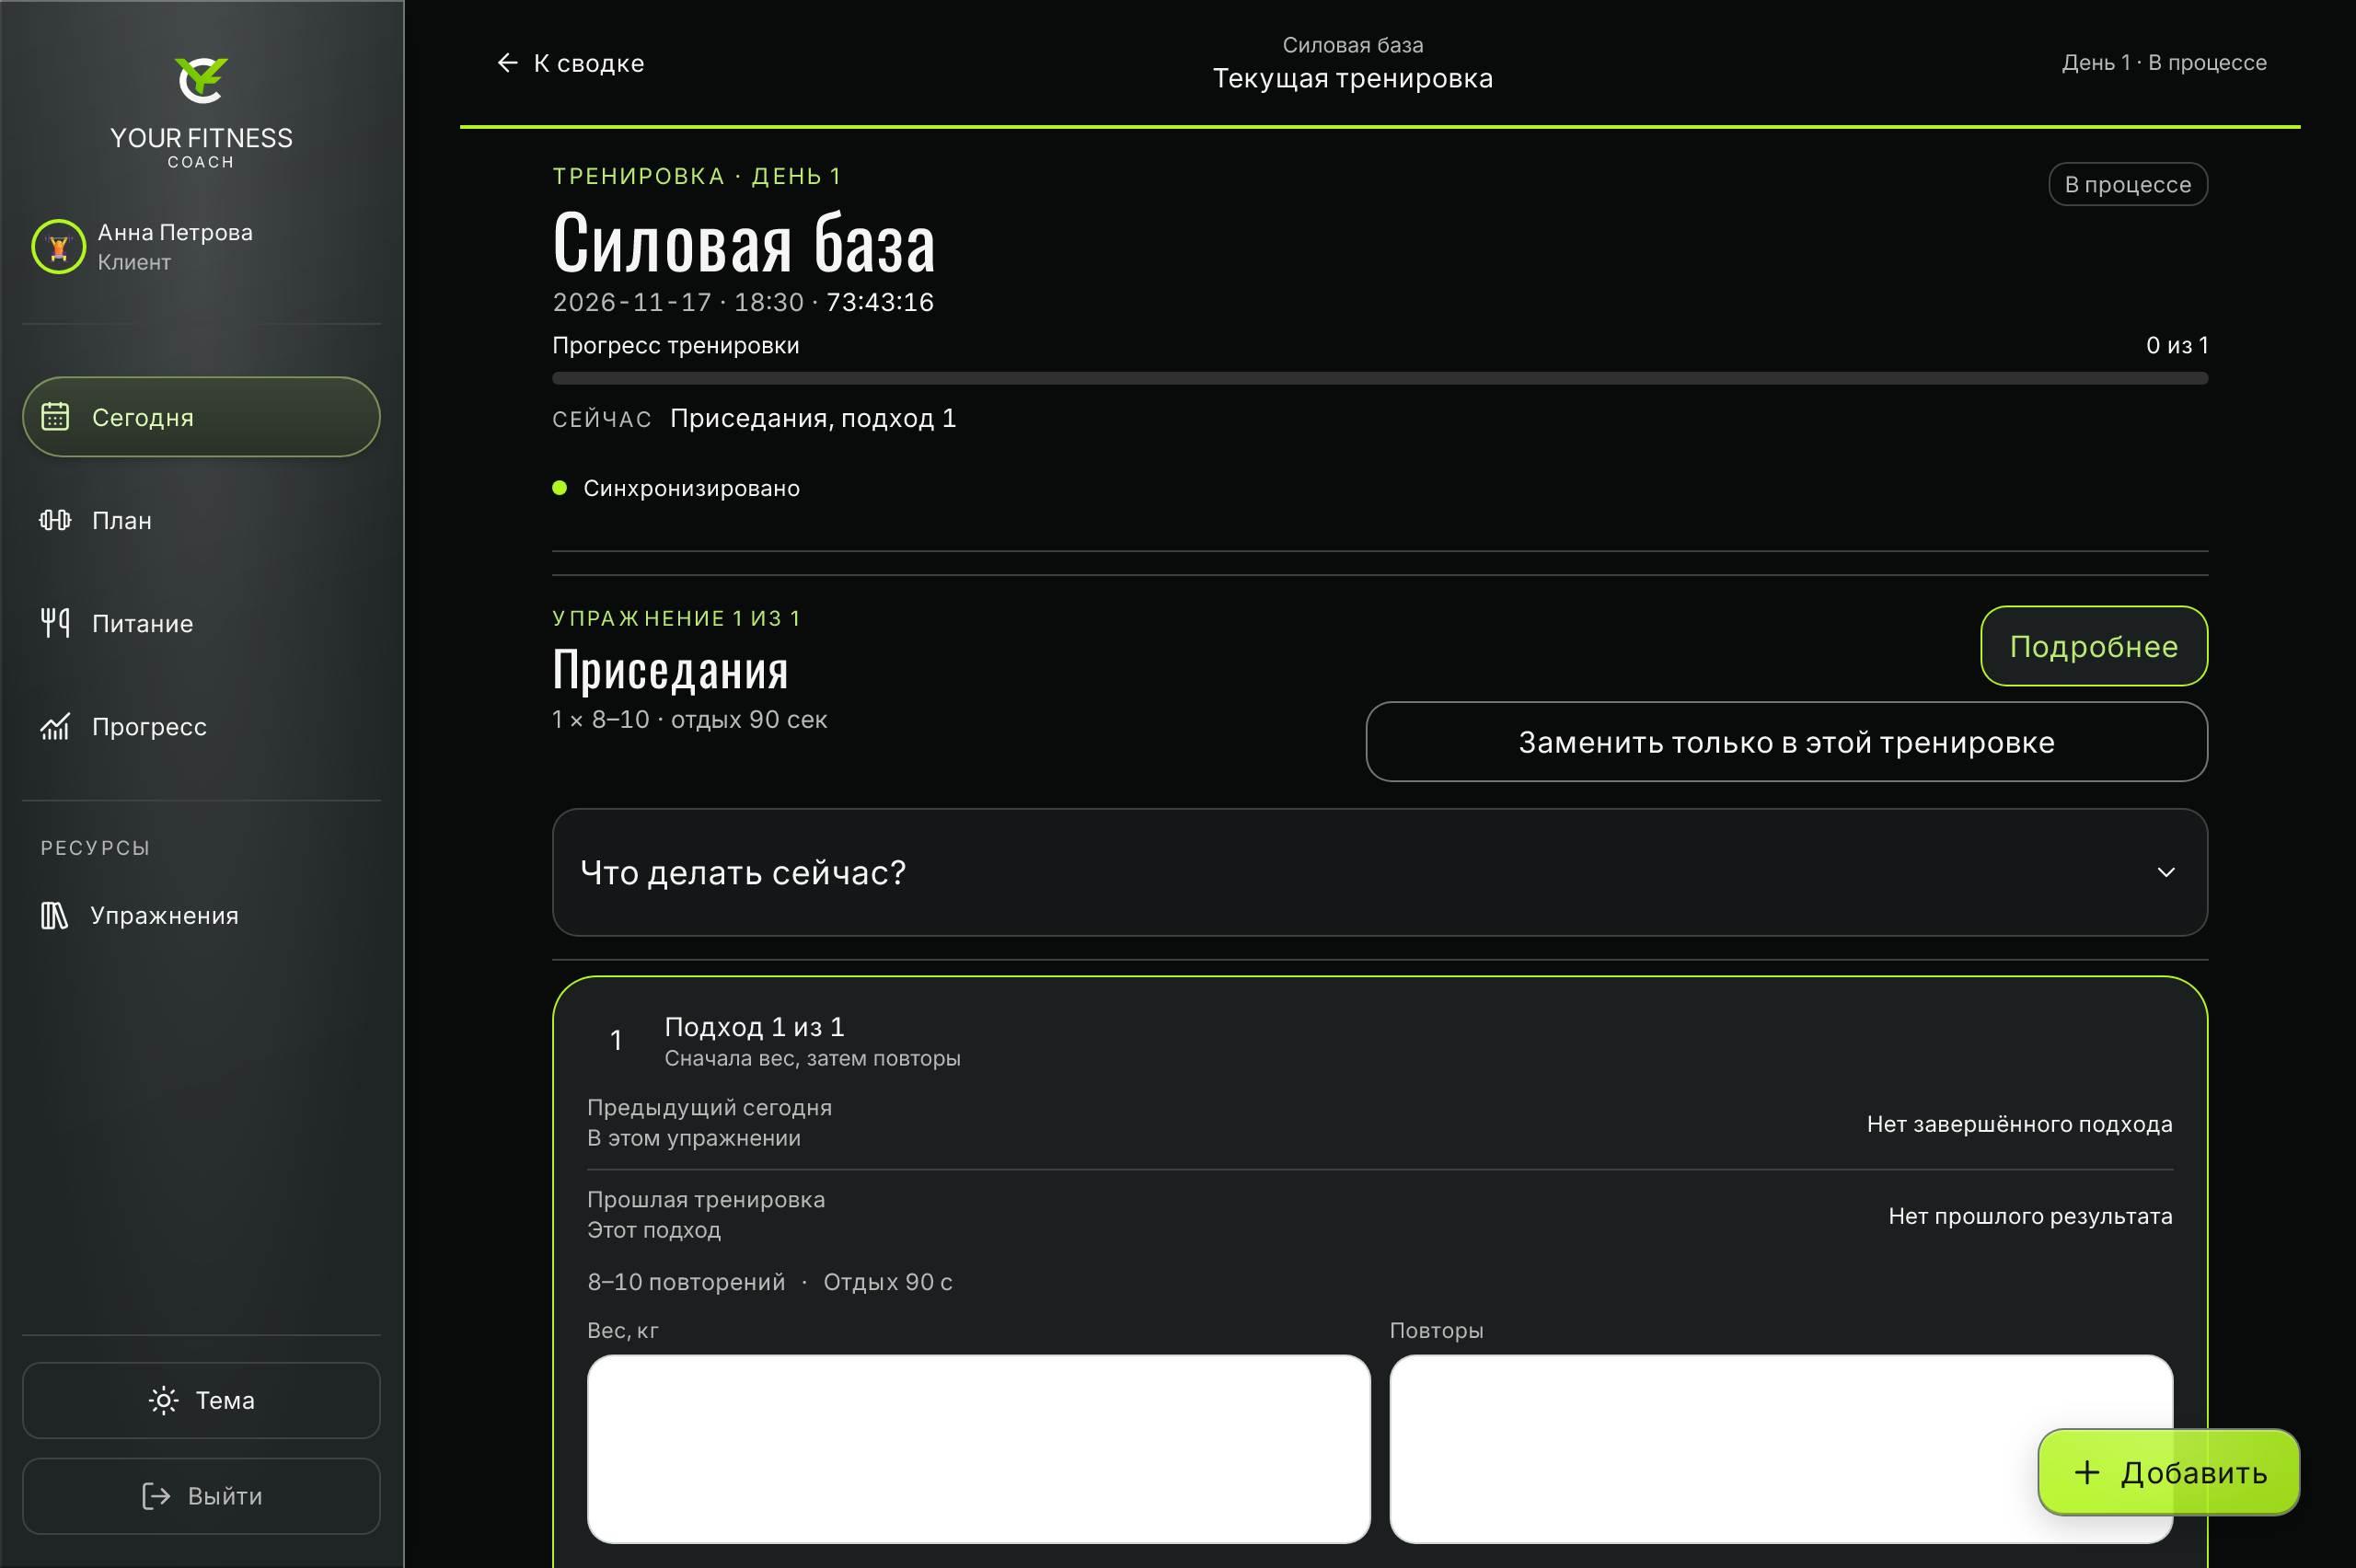 YOUR FITNESS
COACH
Анна Петрова
Клиент
Сегодня
План
Питание
Прогресс
РЕСУРСЫ
Упражнения
Тема
Выйти
К сводке
Силовая база
Текущая тренировка
День 1 · В процессе
ТРЕНИРОВКА · ДЕНЬ 1
В процессе
Силовая база
2026-11-17 · 18:30 · 73:43:16
Прогресс тренировки
0 из 1
СЕЙЧАС Приседания, подход 1
Синхронизировано
УПРАЖНЕНИЕ 1 ИЗ 1
Подробнее
Приседания
1 × 8–10 · отдых 90 сек
Заменить только в этой тренировке
Что делать сейчас?
1
Подход 1 из 1
Сначала вес, затем повторы
Предыдущий сегодня
В этом упражнении
Нет завершённого подхода
Прошлая тренировка
Этот подход
Нет прошлого результата
8–10 повторений · Отдых 90 с
Вес, кг
Повторы
+ Добавить